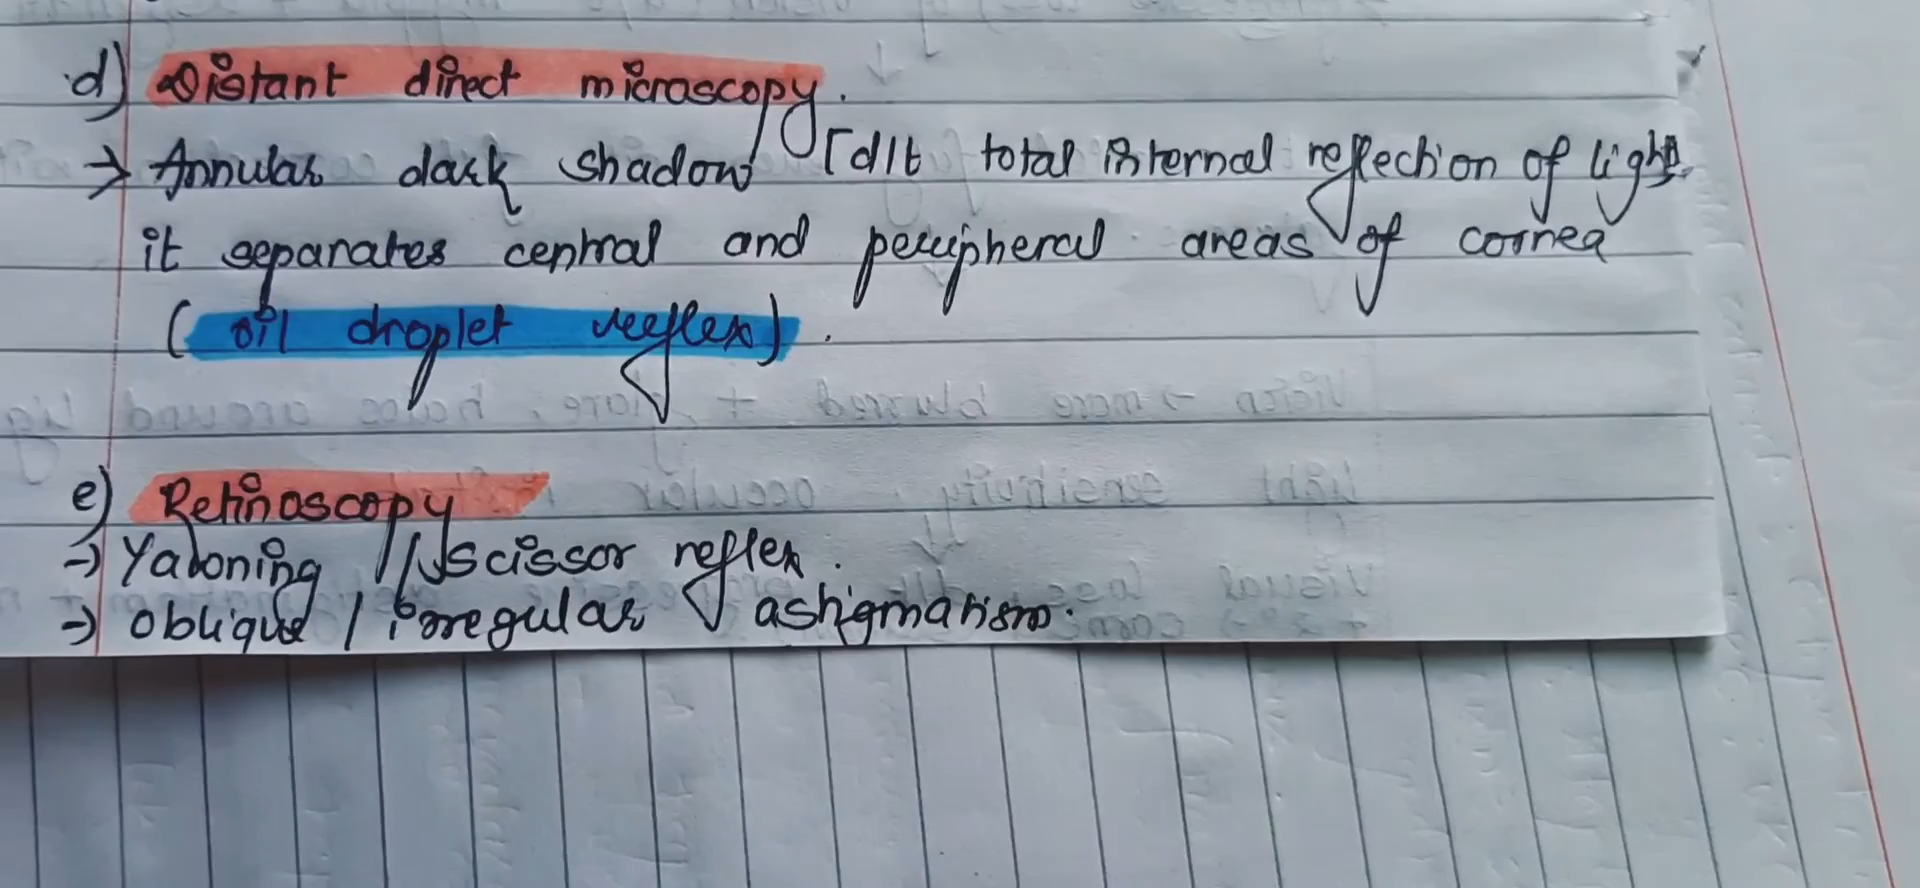 d) Distant direct microscopy.
→ Annular dark shadow [d/t total internal reflection of light.
it separates central and peripheral areas of cornea
(oil droplet reeflex).
e) Retinoscopy
→ Yawning / scissor reflex.
→ oblique / irregular astigmatism.